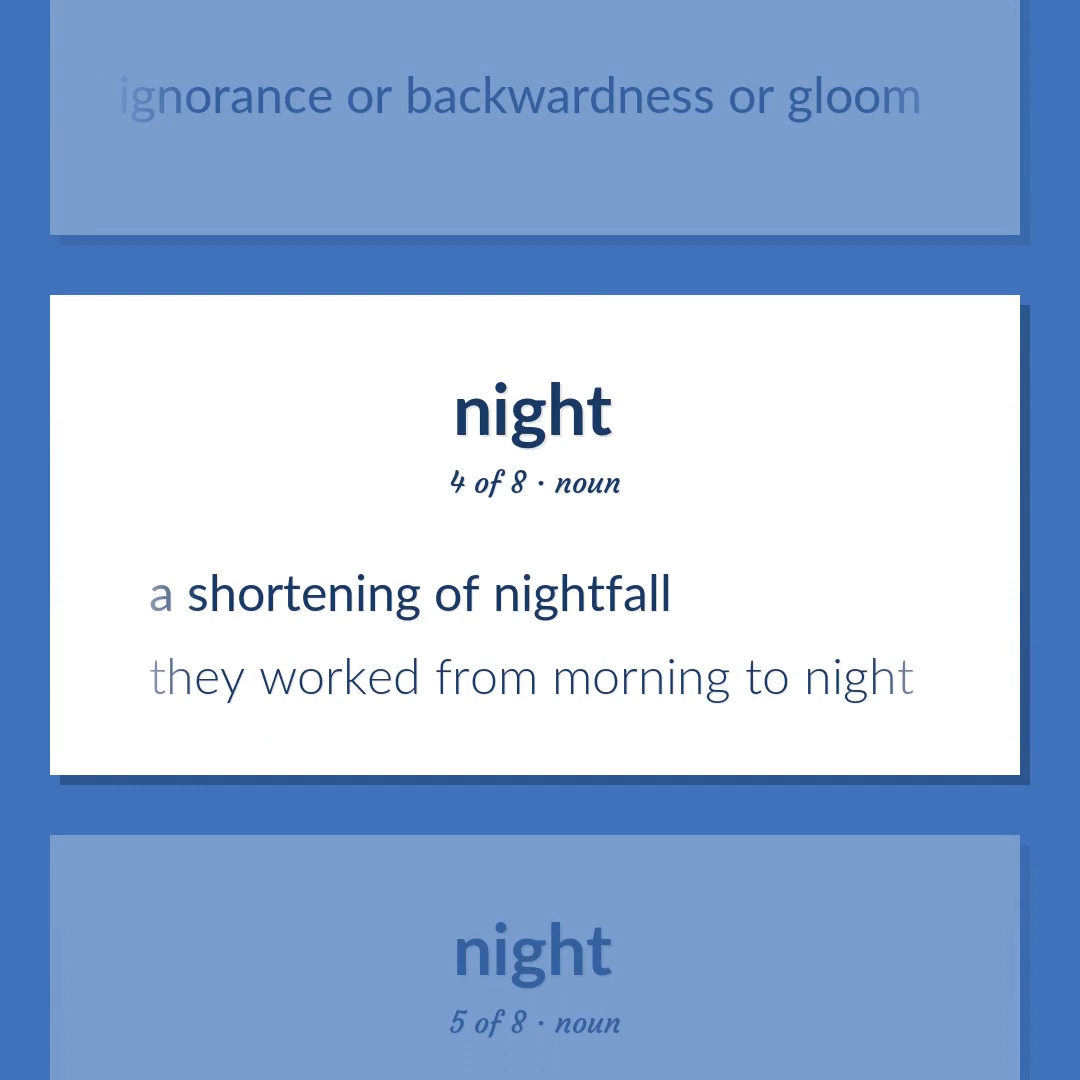 ignorance or backwardness or gloom
night
4 of 8 · noun
a shortening of nightfall
they worked from morning to night
night
5 of 8 · noun